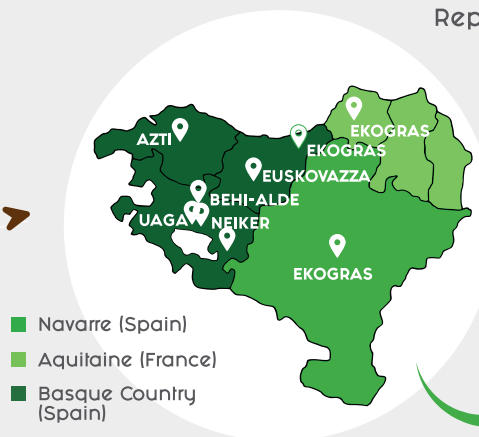 Rep
EKOGRAS
AZTI
EKOGRAS
EUSKOVAZZA
BEHI-ALDE
UAGA
NEIKER
EKOGRAS
Navarre (Spain)
Aquitaine (France)
Basque Country
(Spain)